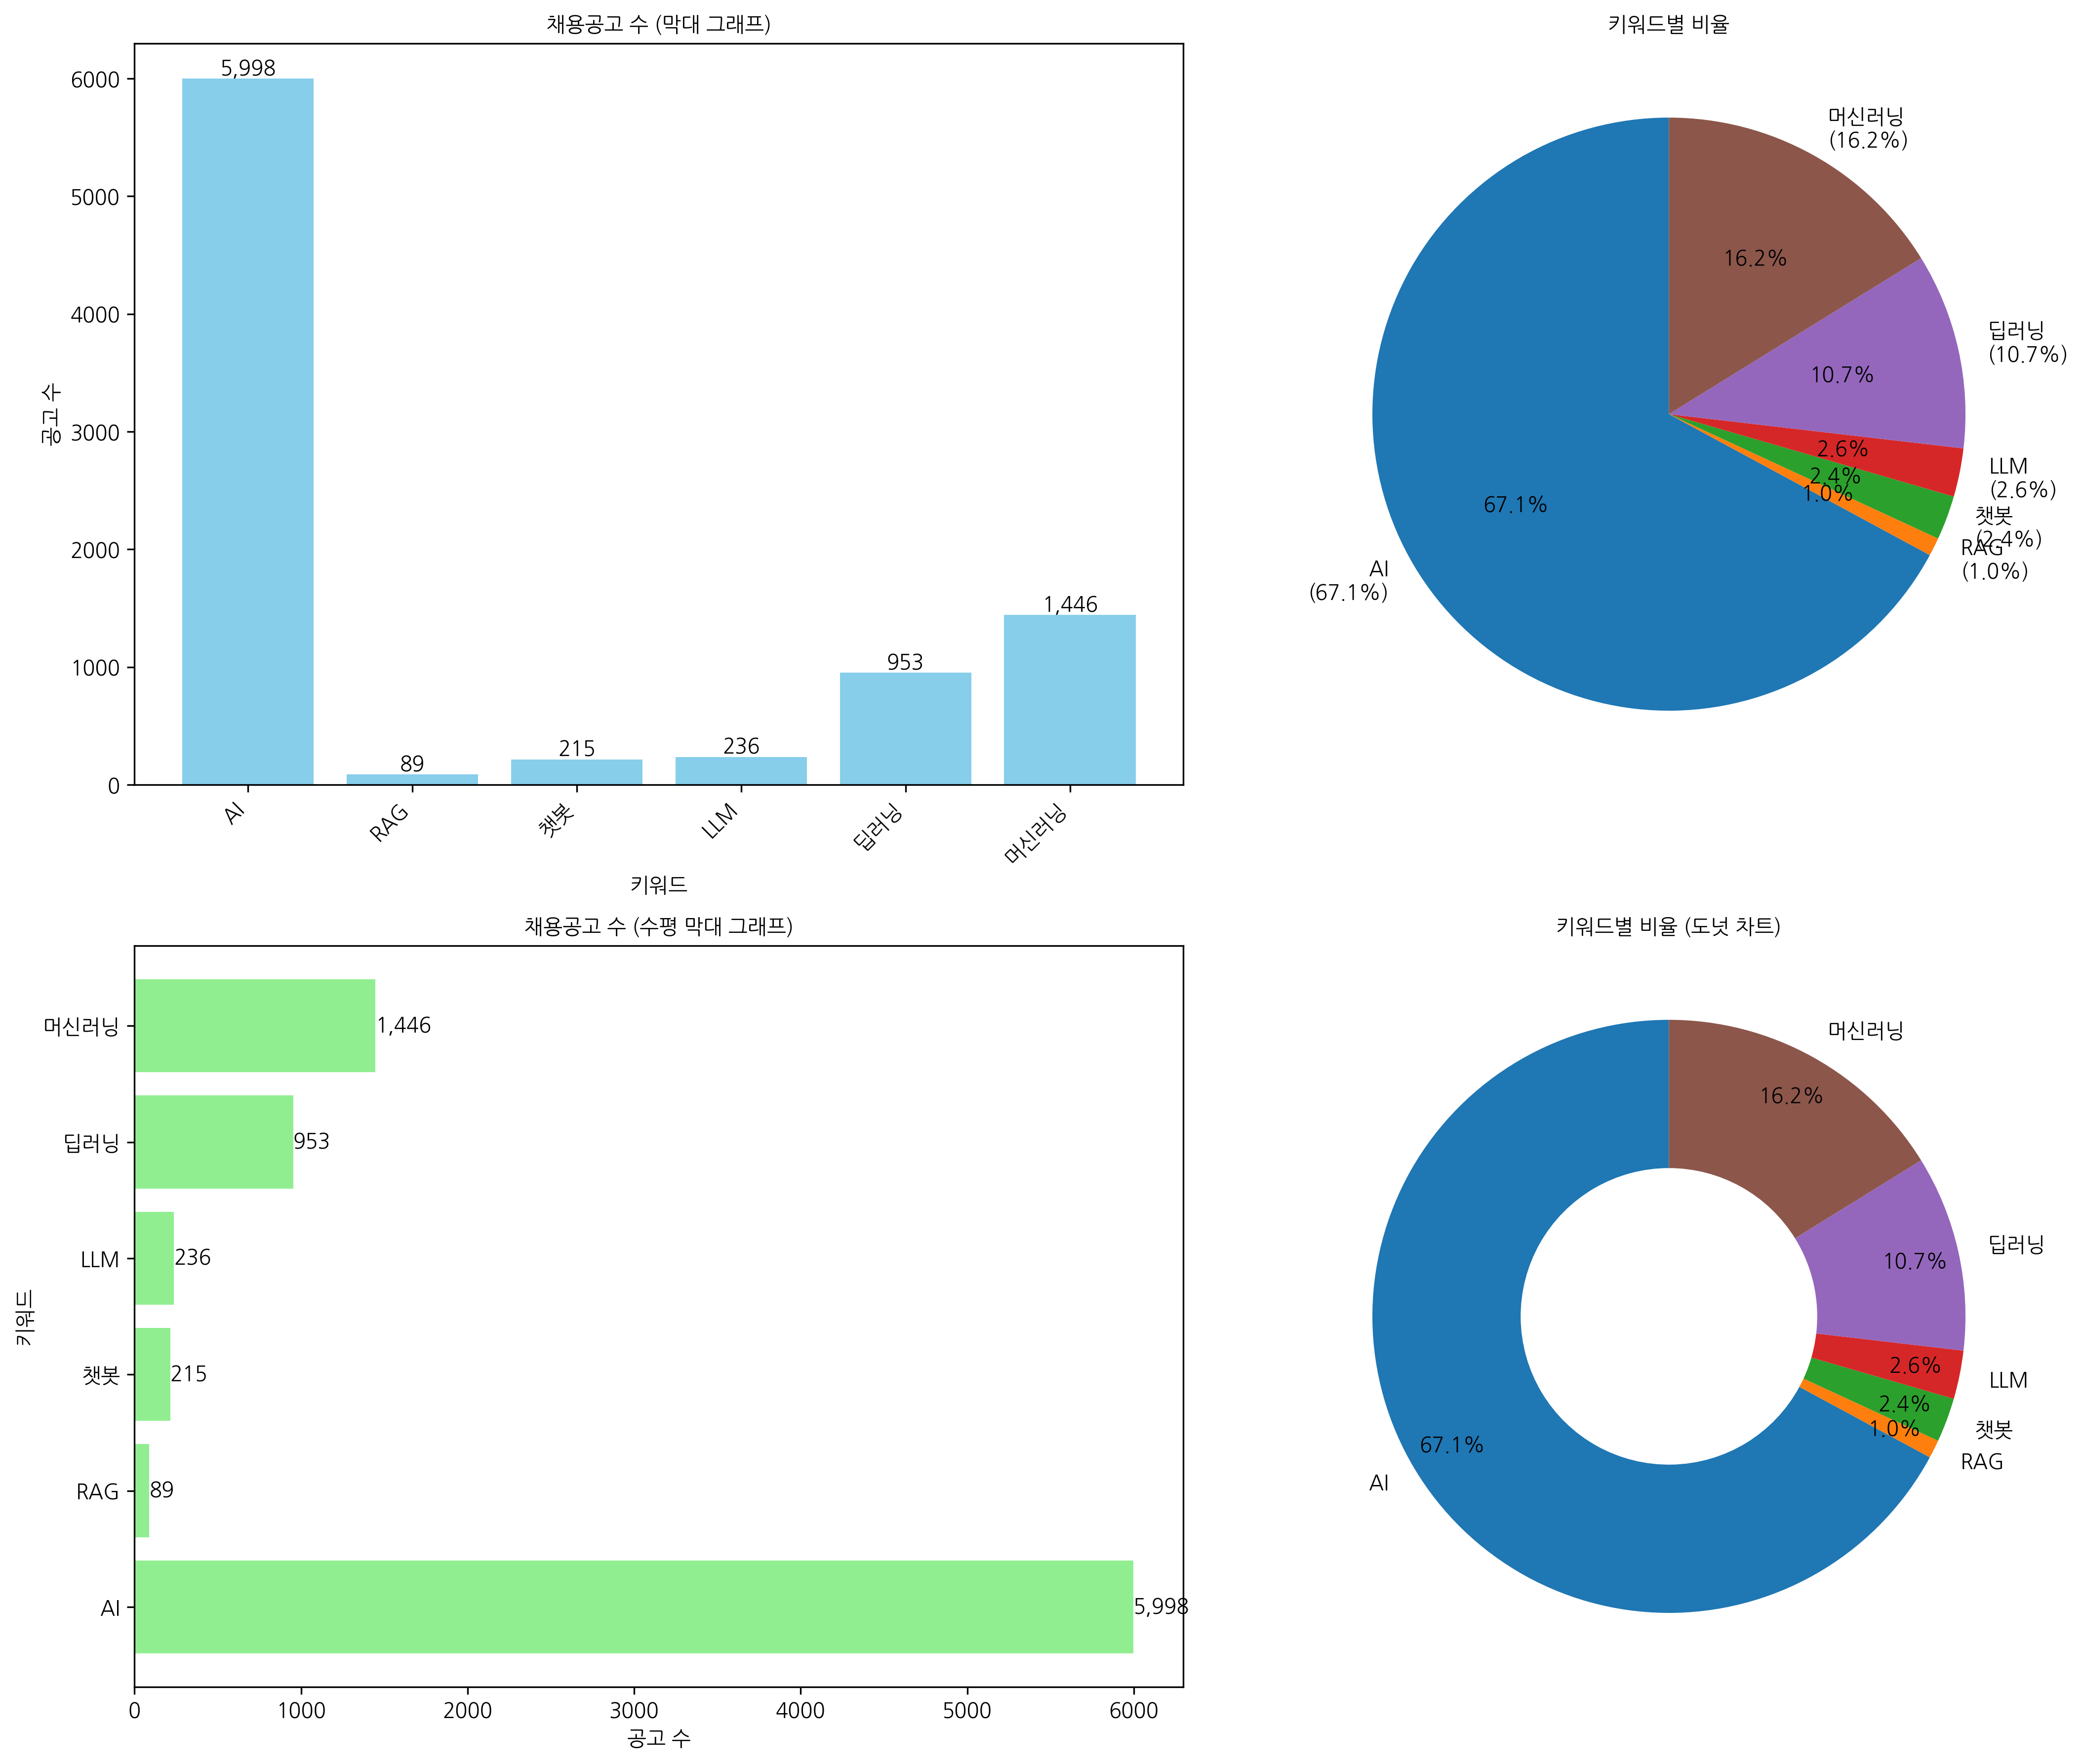 채용공고 수 (막대 그래프)
6000
5000
4000
3000
2000
1000
0
공고 수
5,998
89
215
236
953
1,446
AI
RAG
챗봇
LLM
딥러닝
머신러닝
키워드
키워드별 비율
머신러닝
(16.2%)
딥러닝
(10.7%)
LLM
(2.6%)
챗봇
(2.4%)
RAG
(1.0%)
AI
(67.1%)
16.2%
10.7%
2.6%
2.4%
1.0%
67.1%
채용공고 수 (수평 막대 그래프)
키워드
머신러닝
1,446
딥러닝
953
LLM
236
챗봇
215
RAG
89
AI
5,998
0
1000
2000
3000
4000
5000
6000
공고 수
키워드별 비율 (도넛 차트)
머신러닝
16.2%
딥러닝
10.7%
LLM
2.6%
챗봇
2.4%
RAG
1.0%
AI
67.1%